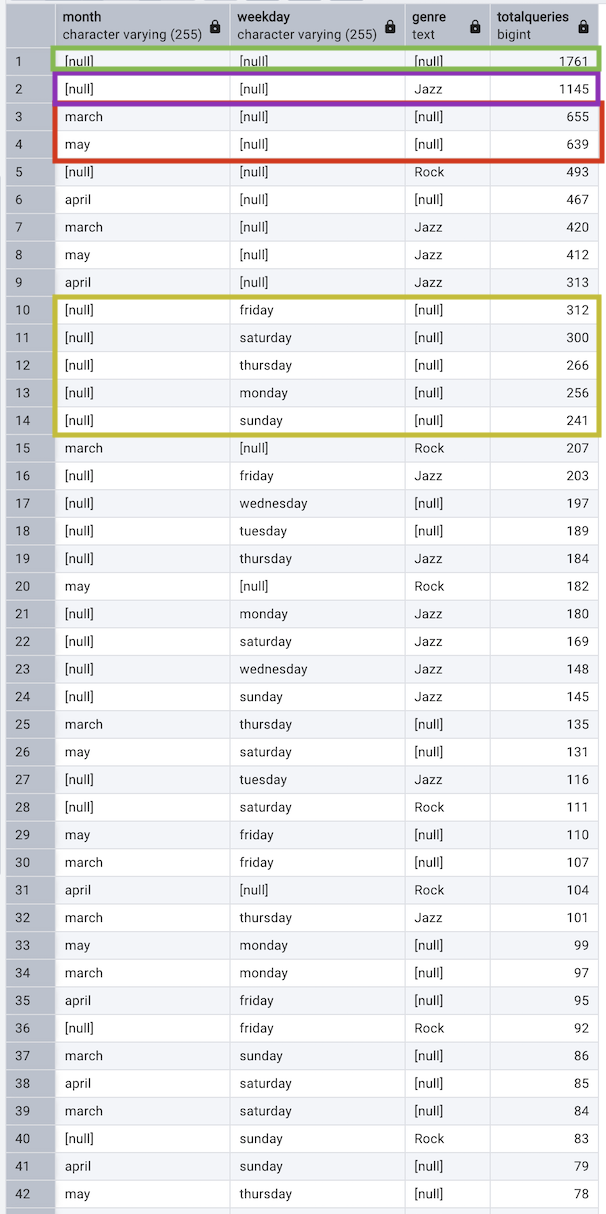 month weekday genre totalqueries
character varying (255) character varying (255) text bigint
1 [null] [null] [null] 1761
2 [null] [null] Jazz 1145
3 march [null] [null] 655
4 may [null] [null] 639
5 [null] [null] Rock 493
6 april [null] [null] 467
7 march [null] Jazz 420
8 may [null] Jazz 412
9 april [null] Jazz 313
10 [null] friday [null] 312
11 [null] saturday [null] 300
12 [null] thursday [null] 266
13 [null] monday [null] 256
14 [null] sunday [null] 241
15 march [null] Rock 207
16 [null] friday Jazz 203
17 [null] wednesday [null] 197
18 [null] tuesday [null] 189
19 [null] thursday Jazz 184
20 may [null] Rock 182
21 [null] monday Jazz 180
22 [null] saturday Jazz 169
23 [null] wednesday Jazz 148
24 [null] sunday Jazz 145
25 march thursday [null] 135
26 may saturday [null] 131
27 [null] tuesday Jazz 116
28 [null] saturday Rock 111
29 may friday [null] 110
30 march friday [null] 107
31 april [null] Rock 104
32 march thursday Jazz 101
33 may monday [null] 99
34 march monday [null] 97
35 april friday [null] 95
36 [null] friday Rock 92
37 march sunday [null] 86
38 april saturday [null] 85
39 march saturday [null] 84
40 [null] sunday Rock 83
41 april sunday [null] 79
42 may thursday [null] 78